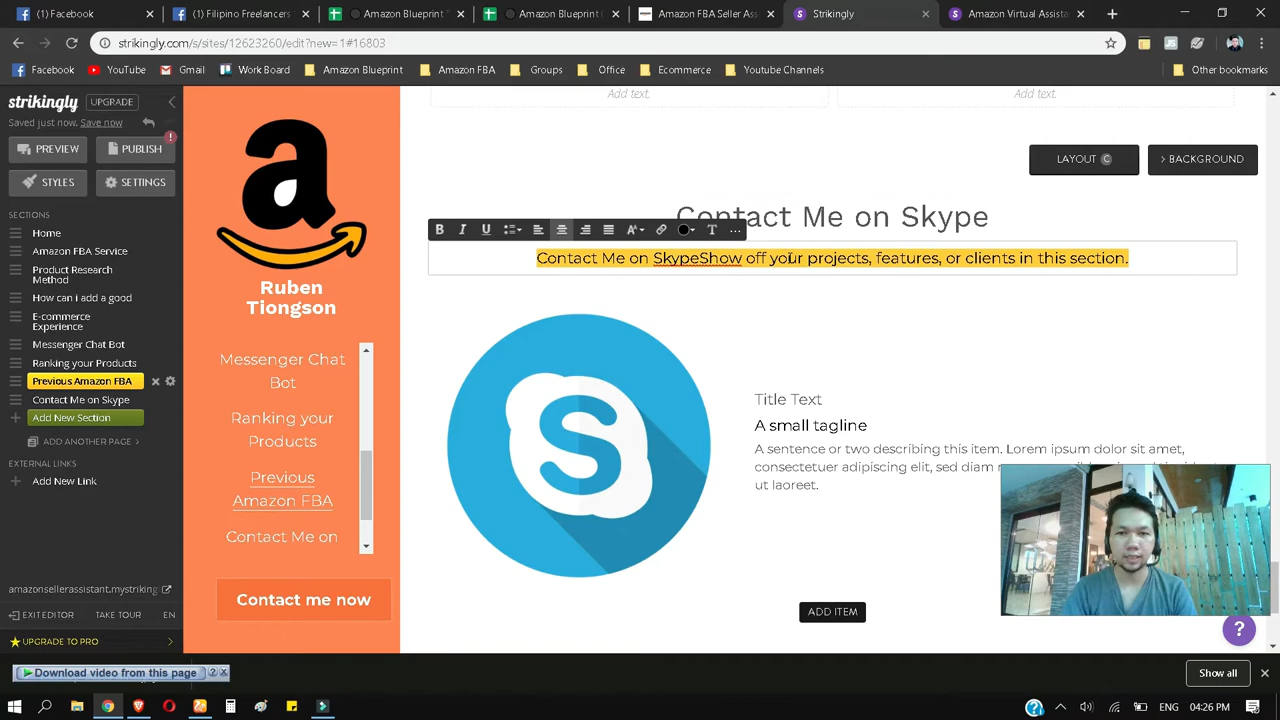 (1) Facebook
(1) Filipino Freelancers
Amazon Blueprint
Amazon Blueprint
Amazon FBA Seller Ass
Strikingly
Amazon Virtual Assist
strikingly.com/s/sites/12623260/edit?new=1#16803
Facebook
YouTube
Gmail
Work Board
Amazon Blueprint
Amazon FBA
Groups
Office
Ecommerce
Youtube Channels
Other bookmarks
strikingly
UPGRADE
Saved just now. Save now
PREVIEW
PUBLISH
STYLES
SETTINGS
SECTIONS
Home
Amazon FBA Service
Product Research
Method
How can i add a good
E-commerce
Experience
Messenger Chat Bot
Ranking your Products
Previous Amazon FBA
Contact Me on Skype
Add New Section
ADD ANOTHER PAGE
EXTERNAL LINKS
Add New Link
amazonsellerassistant.mystriking
EXIT EDITOR
TAKE TOUR
EN
UPGRADE TO PRO
Ruben
Tiongson
Messenger Chat
Bot
Ranking your
Products
Previous
Amazon FBA
Contact Me on
Contact me now
Add text.
Add text.
LAYOUT C
BACKGROUND
Contact Me on Skype
B I U
Contact Me on SkypeShow off your projects, features, or clients in this section.
Title Text
A small tagline
A sentence or two describing this item. Lorem ipsum dolor sit amet,
consectetuer adipiscing elit, sed diam
ut laoreet.
ADD ITEM
Download video from this page
Show all
ENG
04:26 PM